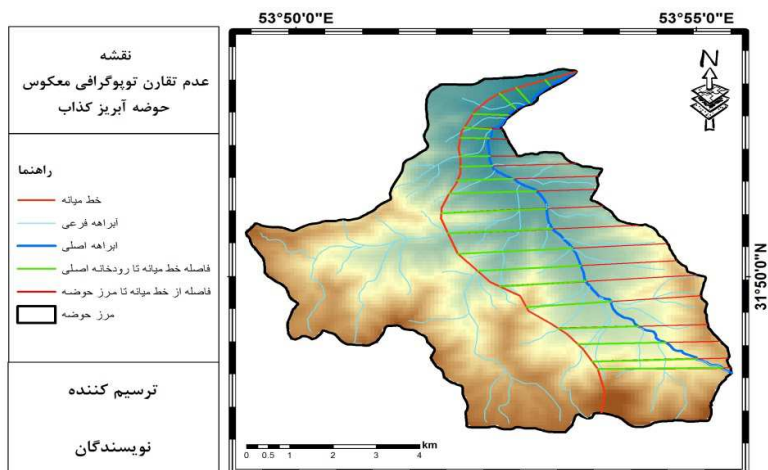 نقشه
عدم تقارن توپوگرافی معکوس
حوضه آبریز کذاب
راهنما
خط میانه
آبراهه فرعی
ابراهه اصلی
فاصله خط میانه تا رودخانه اصلی
فاصله از خط میانه تا مرز حوضه
مرز حوضه
ترسیم کننده
نویسندگان
53°50'0"E
53°55'0"E
N
31°50'0"N
km
0 0.5 1 2 3 4